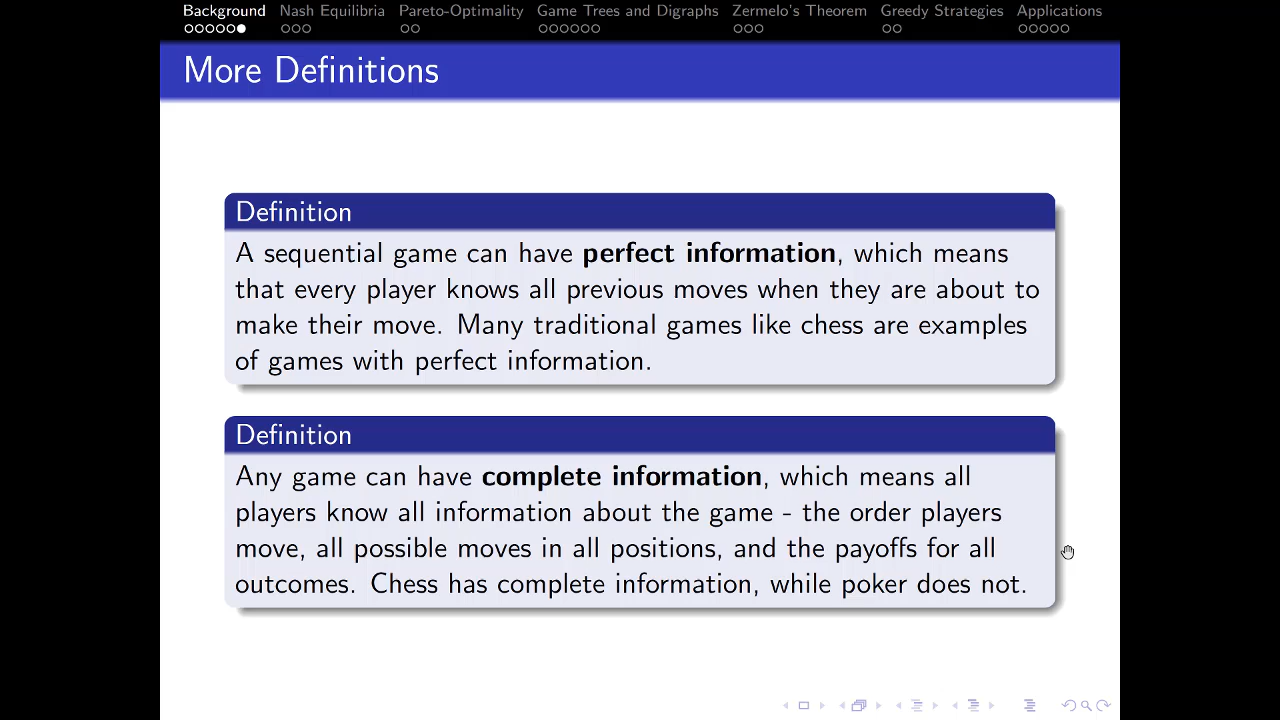 Background Nash Equilibria Pareto-Optimality Game Trees and Digraphs Zermelo's Theorem Greedy Strategies Applications
More Definitions
Definition
A sequential game can have perfect information, which means
that every player knows all previous moves when they are about to
make their move. Many traditional games like chess are examples
of games with perfect information.
Definition
Any game can have complete information, which means all
players know all information about the game - the order players
move, all possible moves in all positions, and the payoffs for all
outcomes. Chess has complete information, while poker does not.